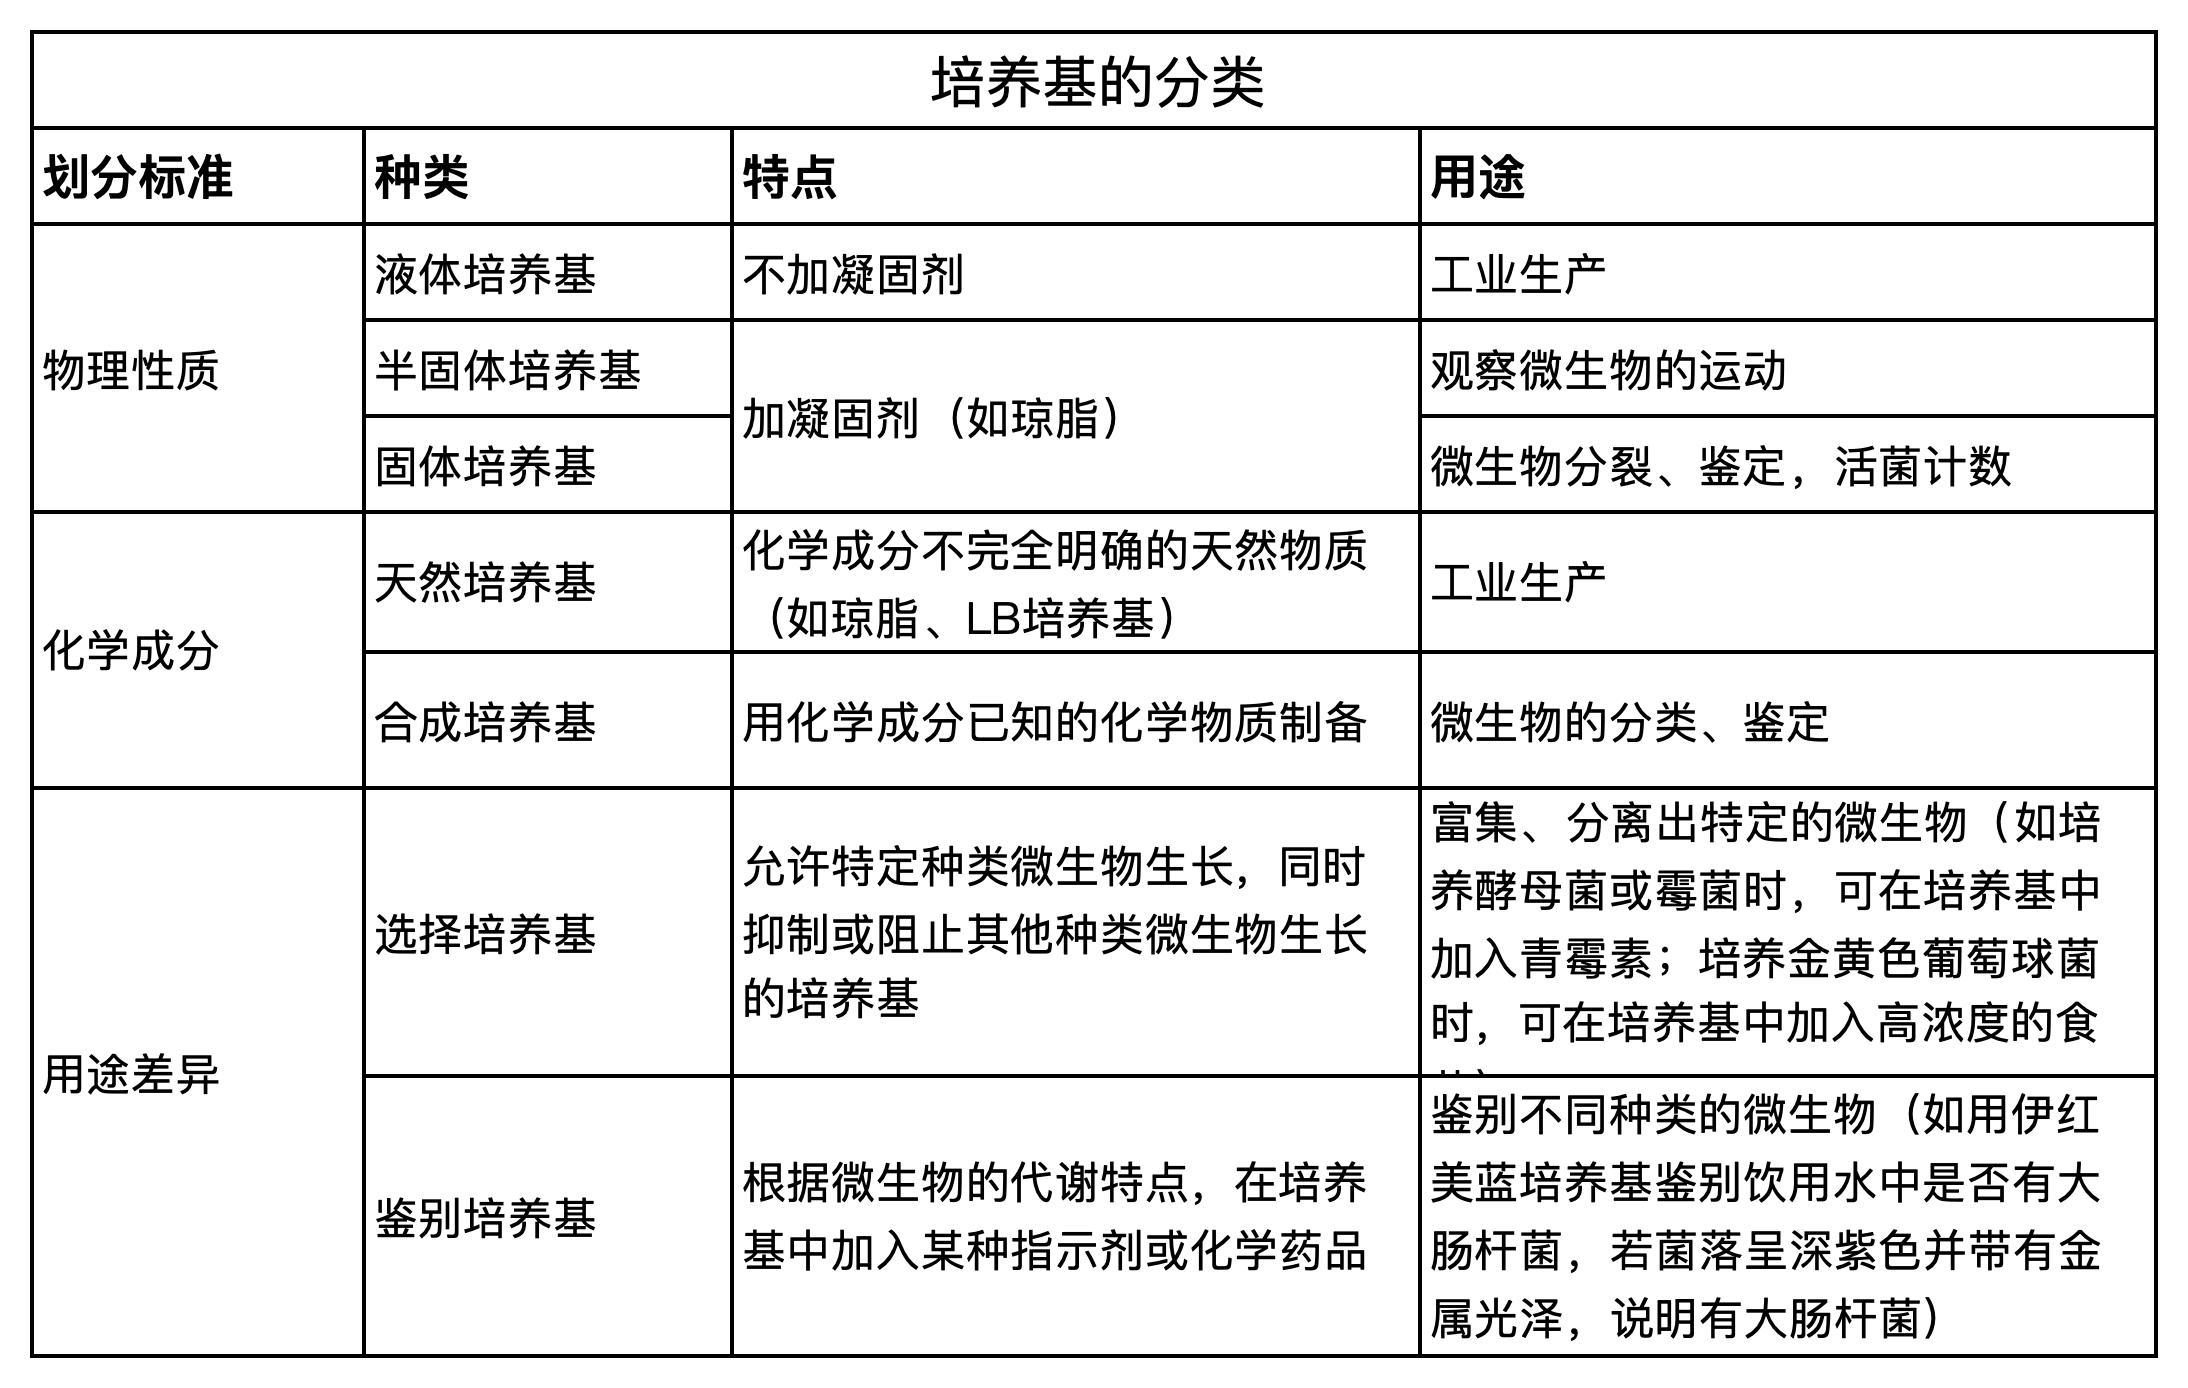 培养基的分类
划分标准
种类
特点
用途
物理性质
液体培养基
不加凝固剂
工业生产
半固体培养基
加凝固剂（如琼脂）
观察微生物的运动
固体培养基
微生物分裂、鉴定，活菌计数
化学成分
天然培养基
化学成分不完全明确的天然物质
（如琼脂、LB培养基）
工业生产
合成培养基
用化学成分已知的化学物质制备
微生物的分类、鉴定
用途差异
选择培养基
允许特定种类微生物生长，同时
抑制或阻止其他种类微生物生长
的培养基
富集、分离出特定的微生物（如培
养酵母菌或霉菌时，可在培养基中
加入青霉素；培养金黄色葡萄球菌
时，可在培养基中加入高浓度的食
鉴别培养基
根据微生物的代谢特点，在培养
基中加入某种指示剂或化学药品
鉴别不同种类的微生物（如用伊红
美蓝培养基鉴别饮用水中是否有大
肠杆菌，若菌落呈深紫色并带有金
属光泽，说明有大肠杆菌）